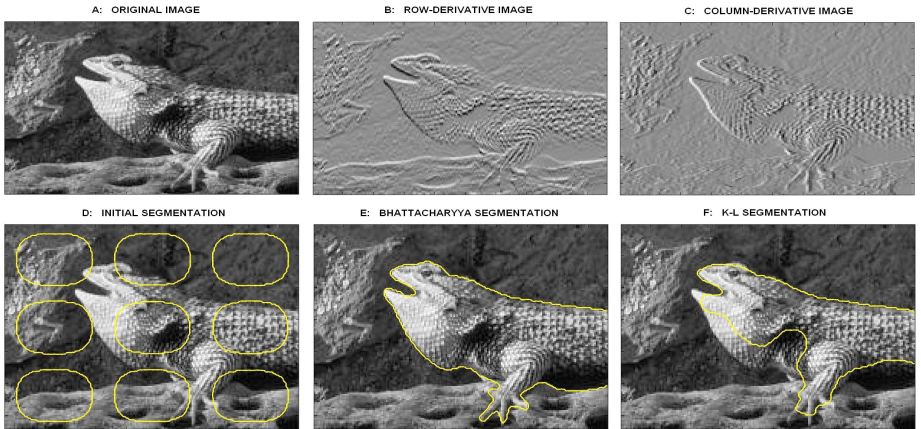 A: ORIGINAL IMAGE
B: ROW-DERIVATIVE IMAGE
C: COLUMN-DERIVATIVE IMAGE
D: INITIAL SEGMENTATION
E: BHATTACHARYYA SEGMENTATION
F: K-L SEGMENTATION